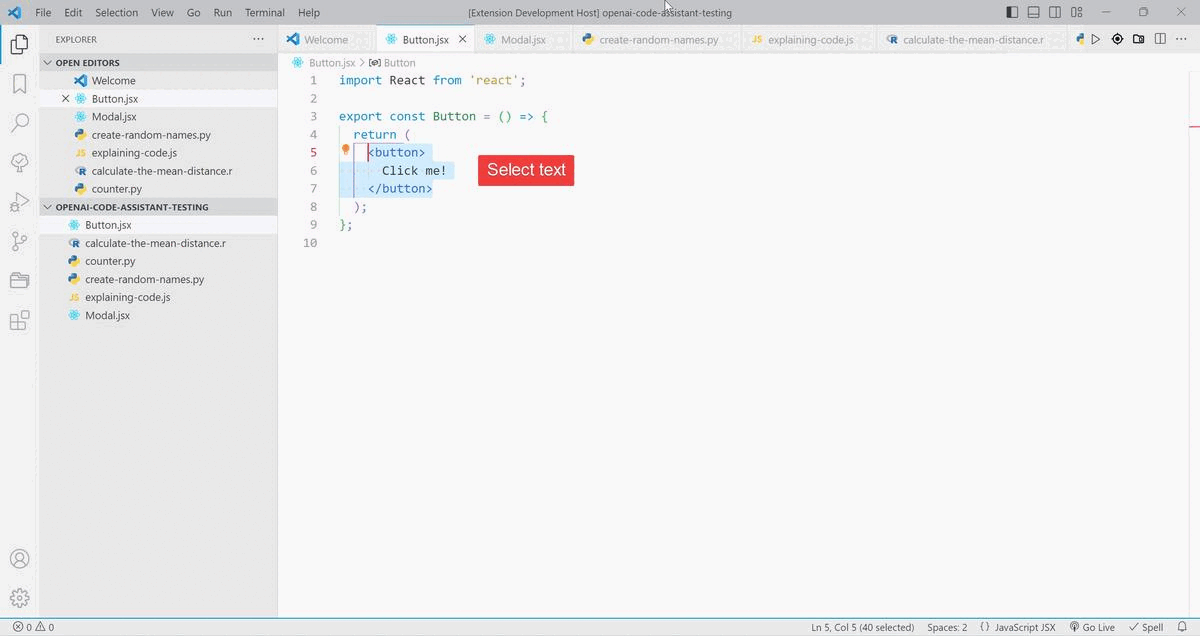 File Edit Selection View Go Run Terminal Help
[Extension Development Host] openai-code-assistant-testing
EXPLORER
OPEN EDITORS
Welcome
Button.jsx
Modal.jsx
create-random-names.py
JS explaining-code.js
R calculate-the-mean-distance.r
counter.py
OPENAI-CODE-ASSISTANT-TESTING
Button.jsx
R calculate-the-mean-distance.r
counter.py
create-random-names.py
JS explaining-code.js
Modal.jsx
Welcome Button.jsx Modal.jsx create-random-names.py JS explaining-code.js R calculate-the-mean-distance.r
Button.jsx > Button
1 import React from 'react';
2
3 export const Button = () => {
4 return (
5 <button>
6 Click me!
7 </button>
8 );
9 };
10
Select text
0 0
Ln 5, Col 5 (40 selected) Spaces: 2 {} JavaScript JSX Go Live Spell